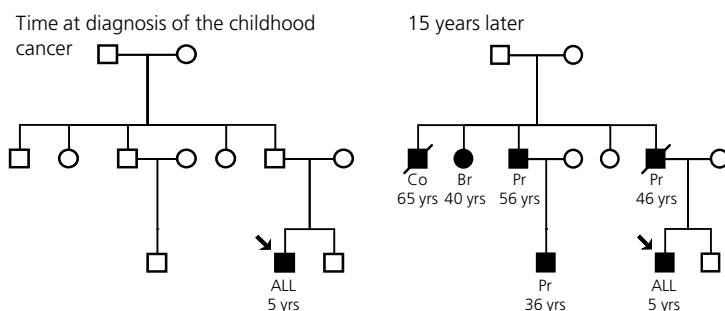 Time at diagnosis of the childhood
cancer
15 years later
Co
65 yrs
Br
40 yrs
Pr
56 yrs
Pr
46 yrs
ALL
5 yrs
Pr
36 yrs
ALL
5 yrs